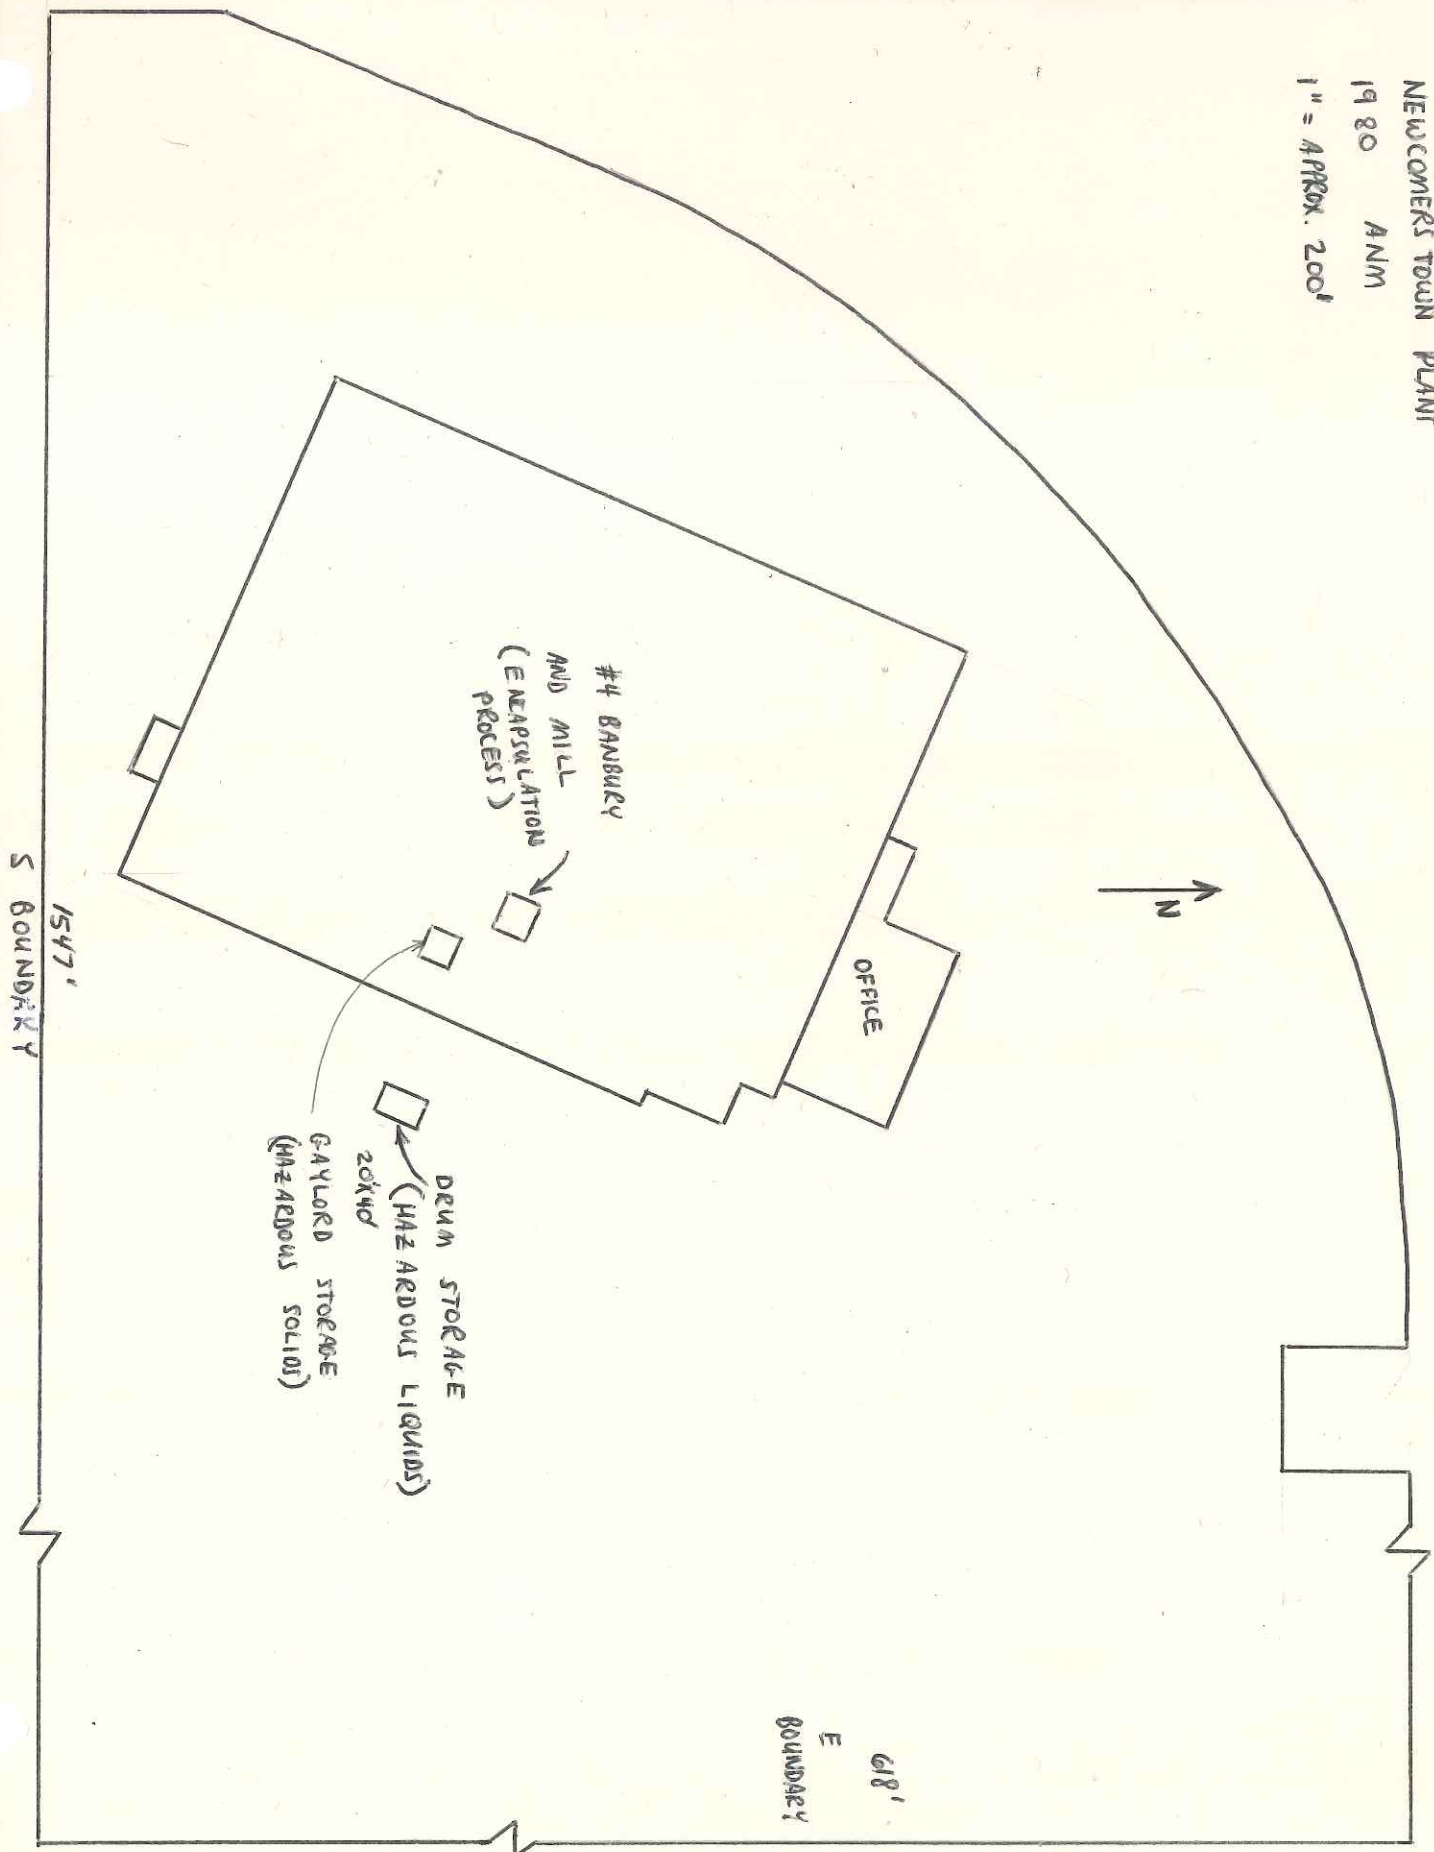 NEWCOMERSTOWN PLANT
1980 ANM
1" = APPROX. 200'
N
OFFICE
#4 BANBURY
AND MILL
(ENCAPSULATION
PROCESS)
DRUM STORAGE
(HAZARDOUS LIQUIDS)
20'x40'
GAYLORD STORAGE
(HAZARDOUS SOLIDS)
618'
E
BOUNDARY
1547'
S BOUNDARY